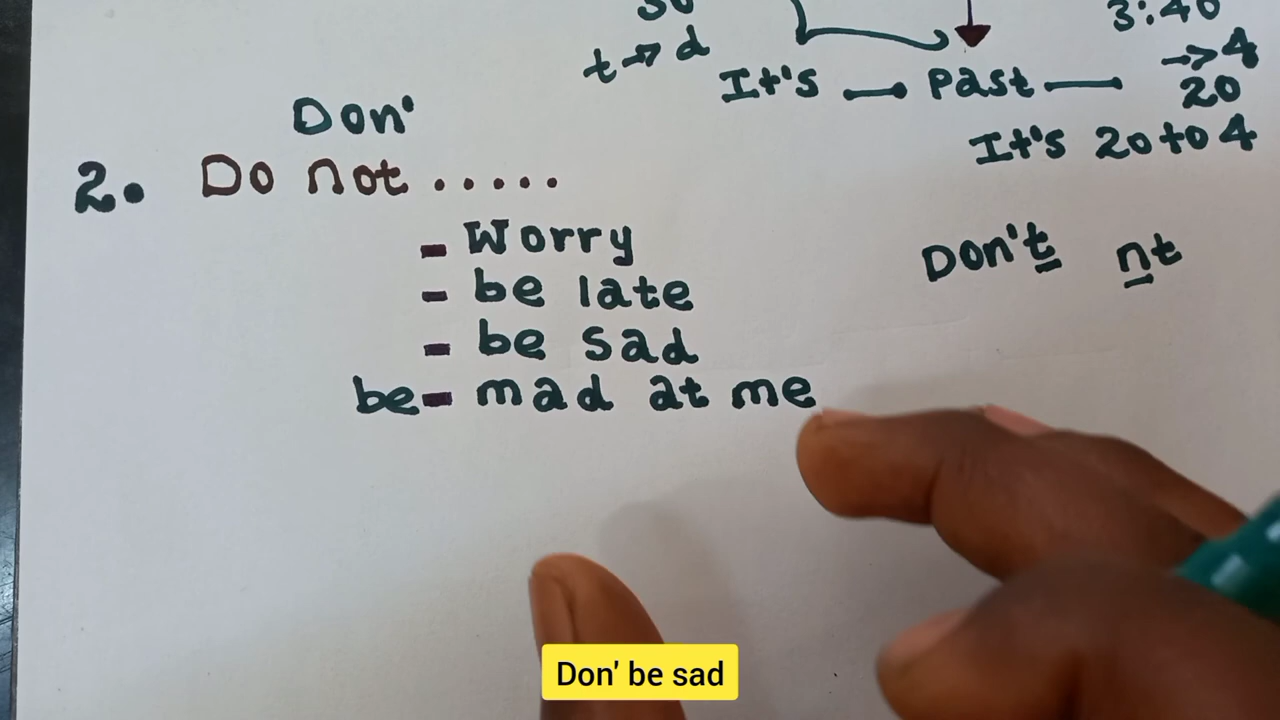 30
3:40
t → d
→ 4
It's — Past — 20
It's 20 to 4
Don'
2. Do not .....
- Worry
Don't nt
- be late
- be sad
be - mad at me
Don' be sad